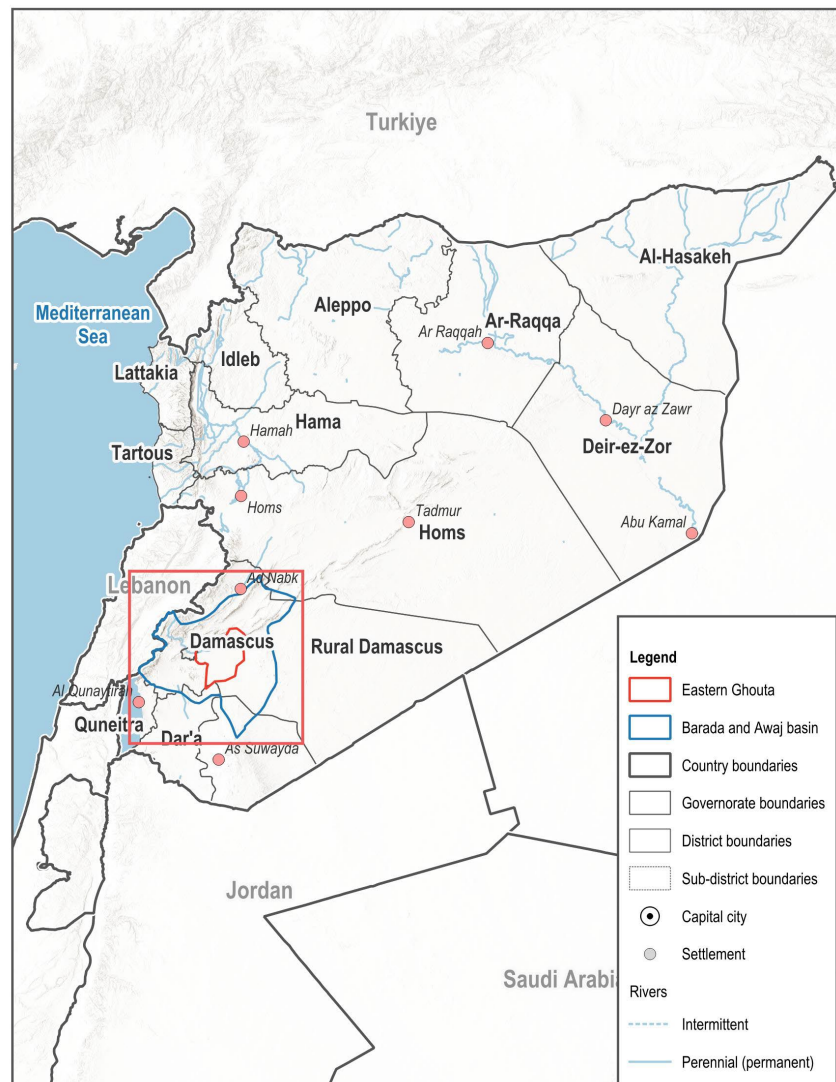 Turkiye
Al-Hasakeh
Mediterranean
Sea
Aleppo
Ar Raqqah
Ar-Raqqa
Idleb
Lattakia
Dayr az Zawr
Hama
Hamah
Deir-ez-Zor
Tartous
Homs
Tadmur
Homs
Abu Kamal
Ad Nabk
Lebanon
Damascus
Rural Damascus
Al Qunaytirah
Quneitra
Dar'a
As Suwayda
Jordan
Saudi Arabia
Legend
Eastern Ghouta
Barada and Awaj basin
Country boundaries
Governorate boundaries
District boundaries
Sub-district boundaries
Capital city
Settlement
Rivers
Intermittent
Perennial (permanent)